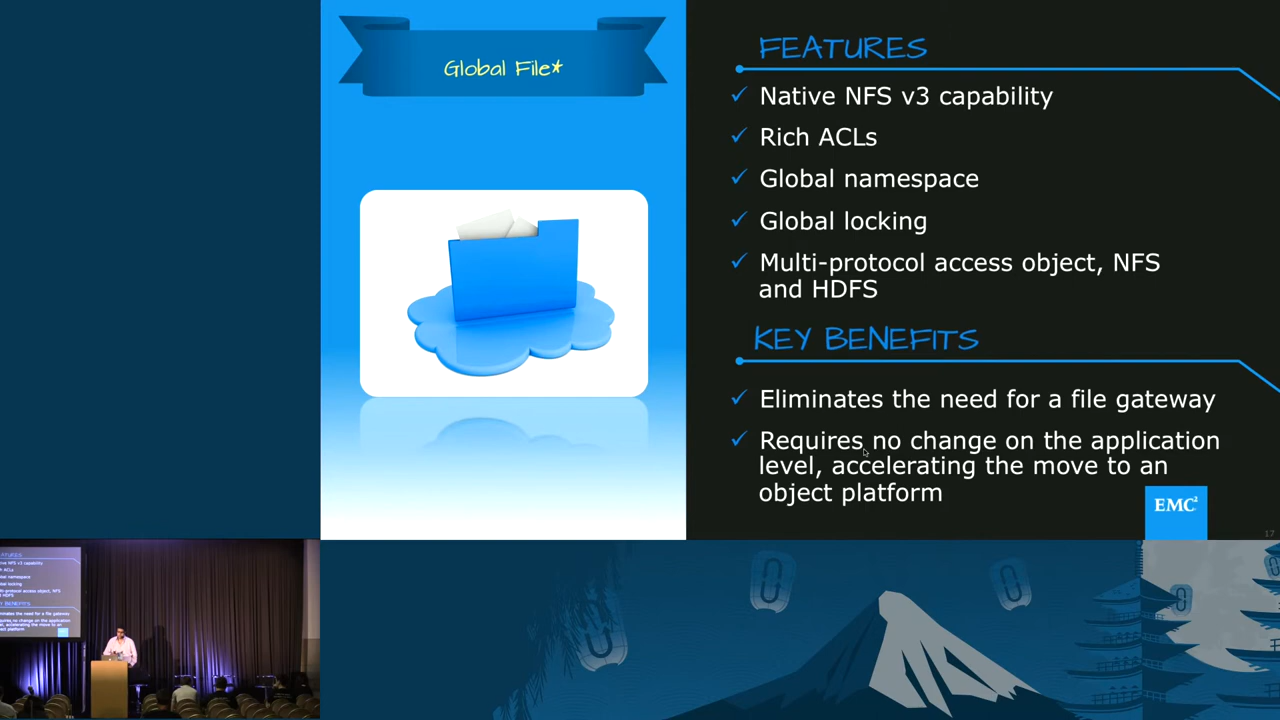 Global File*
FEATURES
✓ Native NFS v3 capability
✓ Rich ACLs
✓ Global namespace
✓ Global locking
✓ Multi-protocol access object, NFS
and HDFS
KEY BENEFITS
✓ Eliminates the need for a file gateway
✓ Requires no change on the application
level, accelerating the move to an
object platform
EMC²
17